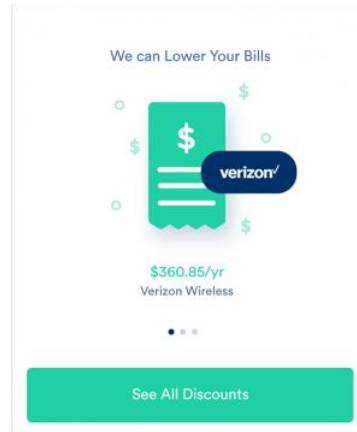 We can Lower Your Bills
$
$
$
verizon✓
$
$360.85/yr
Verizon Wireless
See All Discounts